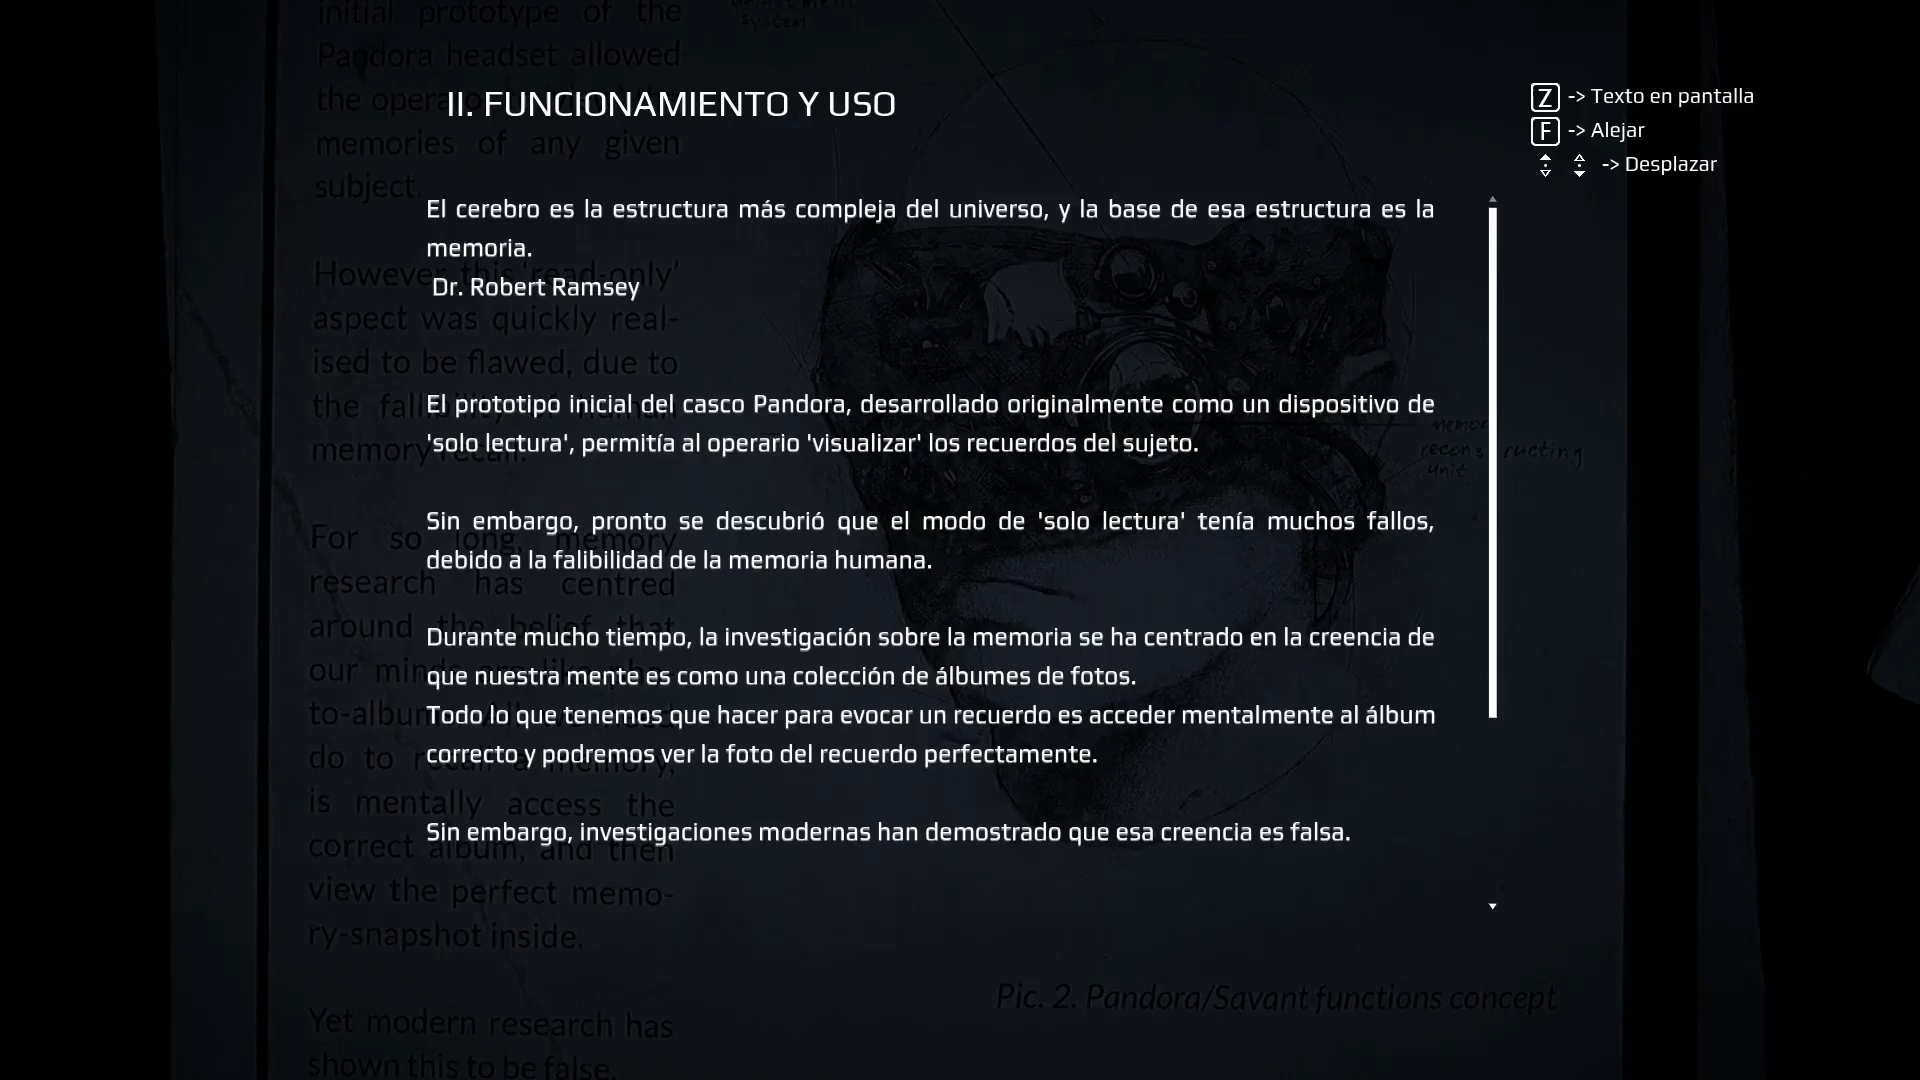 initial prototype of the
Pandora headset allowed
memories of any given
subject.
However this 'read-only'
aspect was quickly real-
ised to be flawed, due to
For so long, memory
research has centred
around the belief that
is mentally access the
correct album, and then
view the perfect memo-
ry-snapshot inside.
Yet modern research has
shown this to be false.
system
II. FUNCIONAMIENTO Y USO
El cerebro es la estructura más compleja del universo, y la base de esa estructura es la
memoria.
Dr. Robert Ramsey
El prototipo inicial del casco Pandora, desarrollado originalmente como un dispositivo de
'solo lectura', permitía al operario 'visualizar' los recuerdos del sujeto.
Sin embargo, pronto se descubrió que el modo de 'solo lectura' tenía muchos fallos,
debido a la falibilidad de la memoria humana.
Durante mucho tiempo, la investigación sobre la memoria se ha centrado en la creencia de
que nuestra mente es como una colección de álbumes de fotos.
Todo lo que tenemos que hacer para evocar un recuerdo es acceder mentalmente al álbum
correcto y podremos ver la foto del recuerdo perfectamente.
Sin embargo, investigaciones modernas han demostrado que esa creencia es falsa.
Z -> Texto en pantalla
F -> Alejar
-> Desplazar
memory
reconstructing
unit
Pic. 2. Pandora/Savant functions concept